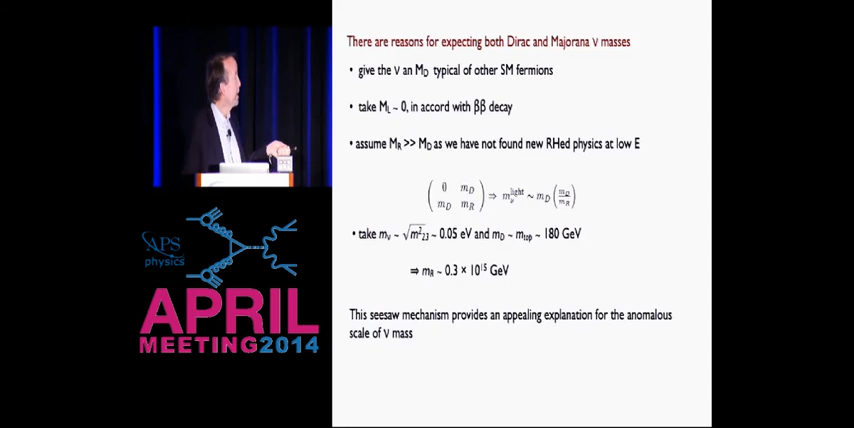 There are reasons for expecting both Dirac and Majorana ν masses
• give the ν an M_D typical of other SM fermions
• take M_L ~ 0, in accord with ββ decay
• assume M_R >> M_D as we have not found new RHed physics at low E
( 0 m_D ; m_D m_R ) ⇒ m_ν^light ~ m_D (m_D/m_R)
• take m_ν ~ √m²₂₃ ~ 0.05 eV and m_D ~ m_top ~ 180 GeV
⇒ m_R ~ 0.3 × 10¹⁵ GeV
This seesaw mechanism provides an appealing explanation for the anomalous
scale of ν mass
APS
physics
APRIL
MEETING2014